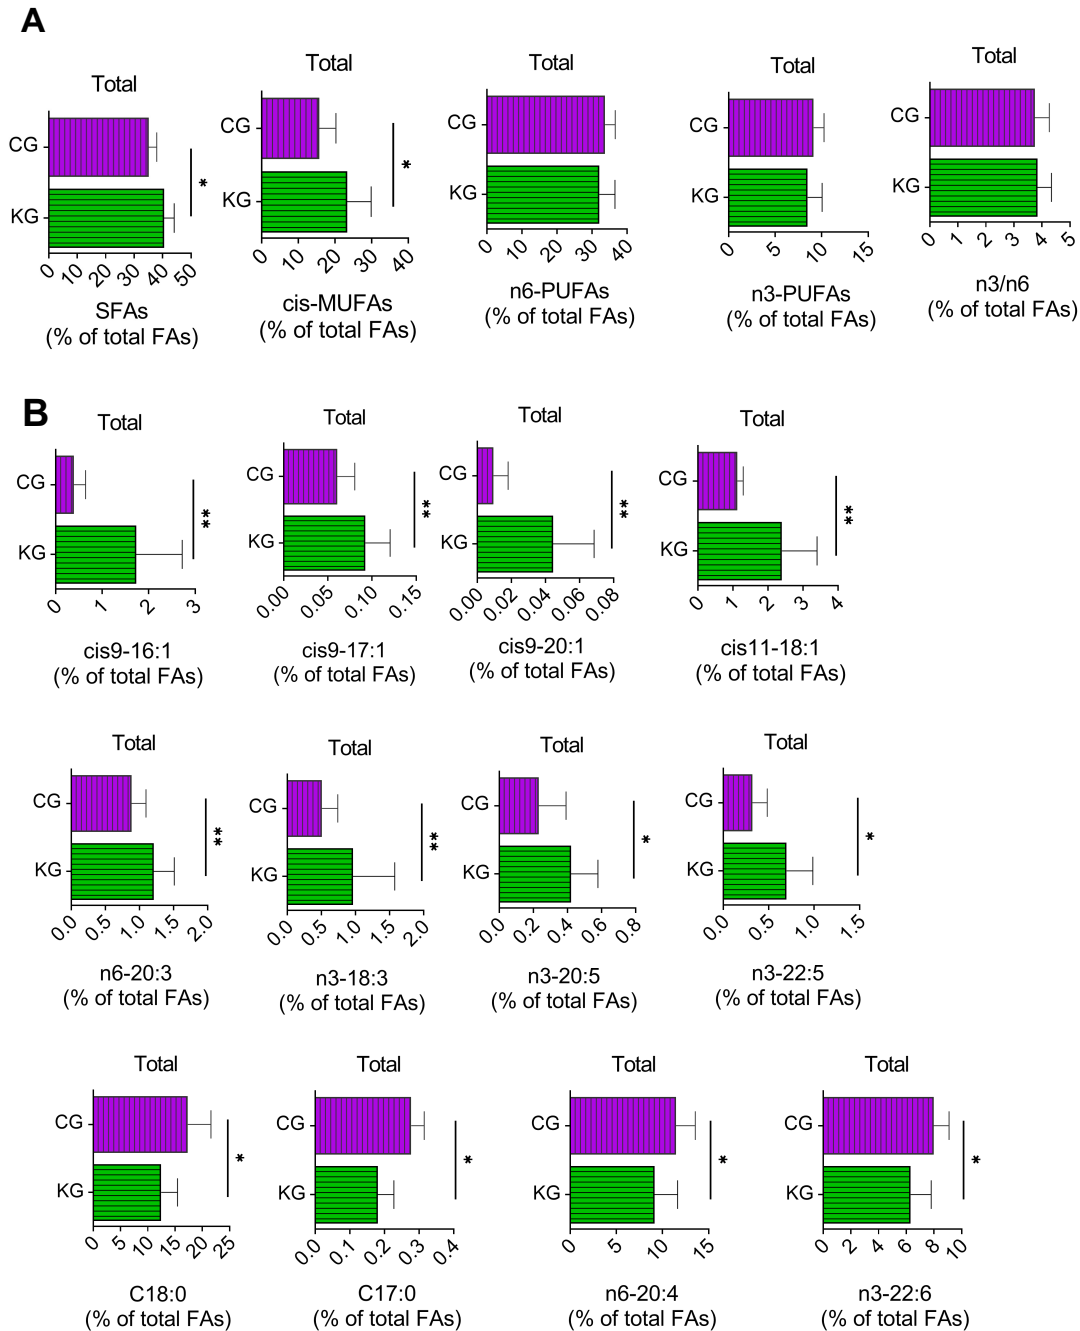 A
Total
CG
KG
*
0 10 20 30 40 50
SFAs
(% of total FAs)
Total
CG
KG
*
0 10 20 30 40
cis-MUFAs
(% of total FAs)
Total
CG
KG
0 10 20 30 40
n6-PUFAs
(% of total FAs)
Total
CG
KG
0 5 10 15
n3-PUFAs
(% of total FAs)
Total
CG
KG
0 1 2 3 4 5
n3/n6
(% of total FAs)
B
Total
CG
KG
**
0 1 2 3
cis9-16:1
(% of total FAs)
Total
CG
KG
**
0.00 0.05 0.10 0.15
cis9-17:1
(% of total FAs)
Total
CG
KG
**
0.00 0.02 0.04 0.06 0.08
cis9-20:1
(% of total FAs)
Total
CG
KG
**
0 1 2 3 4
cis11-18:1
(% of total FAs)
Total
CG
KG
**
0.0 0.5 1.0 1.5 2.0
n6-20:3
(% of total FAs)
Total
CG
KG
**
0.0 0.5 1.0 1.5 2.0
n3-18:3
(% of total FAs)
Total
CG
KG
*
0.0 0.2 0.4 0.6 0.8
n3-20:5
(% of total FAs)
Total
CG
KG
*
0.0 0.5 1.0 1.5
n3-22:5
(% of total FAs)
Total
CG
KG
*
0 5 10 15 20 25
C18:0
(% of total FAs)
Total
CG
KG
*
0.0 0.1 0.2 0.3 0.4
C17:0
(% of total FAs)
Total
CG
KG
*
0 5 10 15
n6-20:4
(% of total FAs)
Total
CG
KG
*
0 2 4 6 8 10
n3-22:6
(% of total FAs)